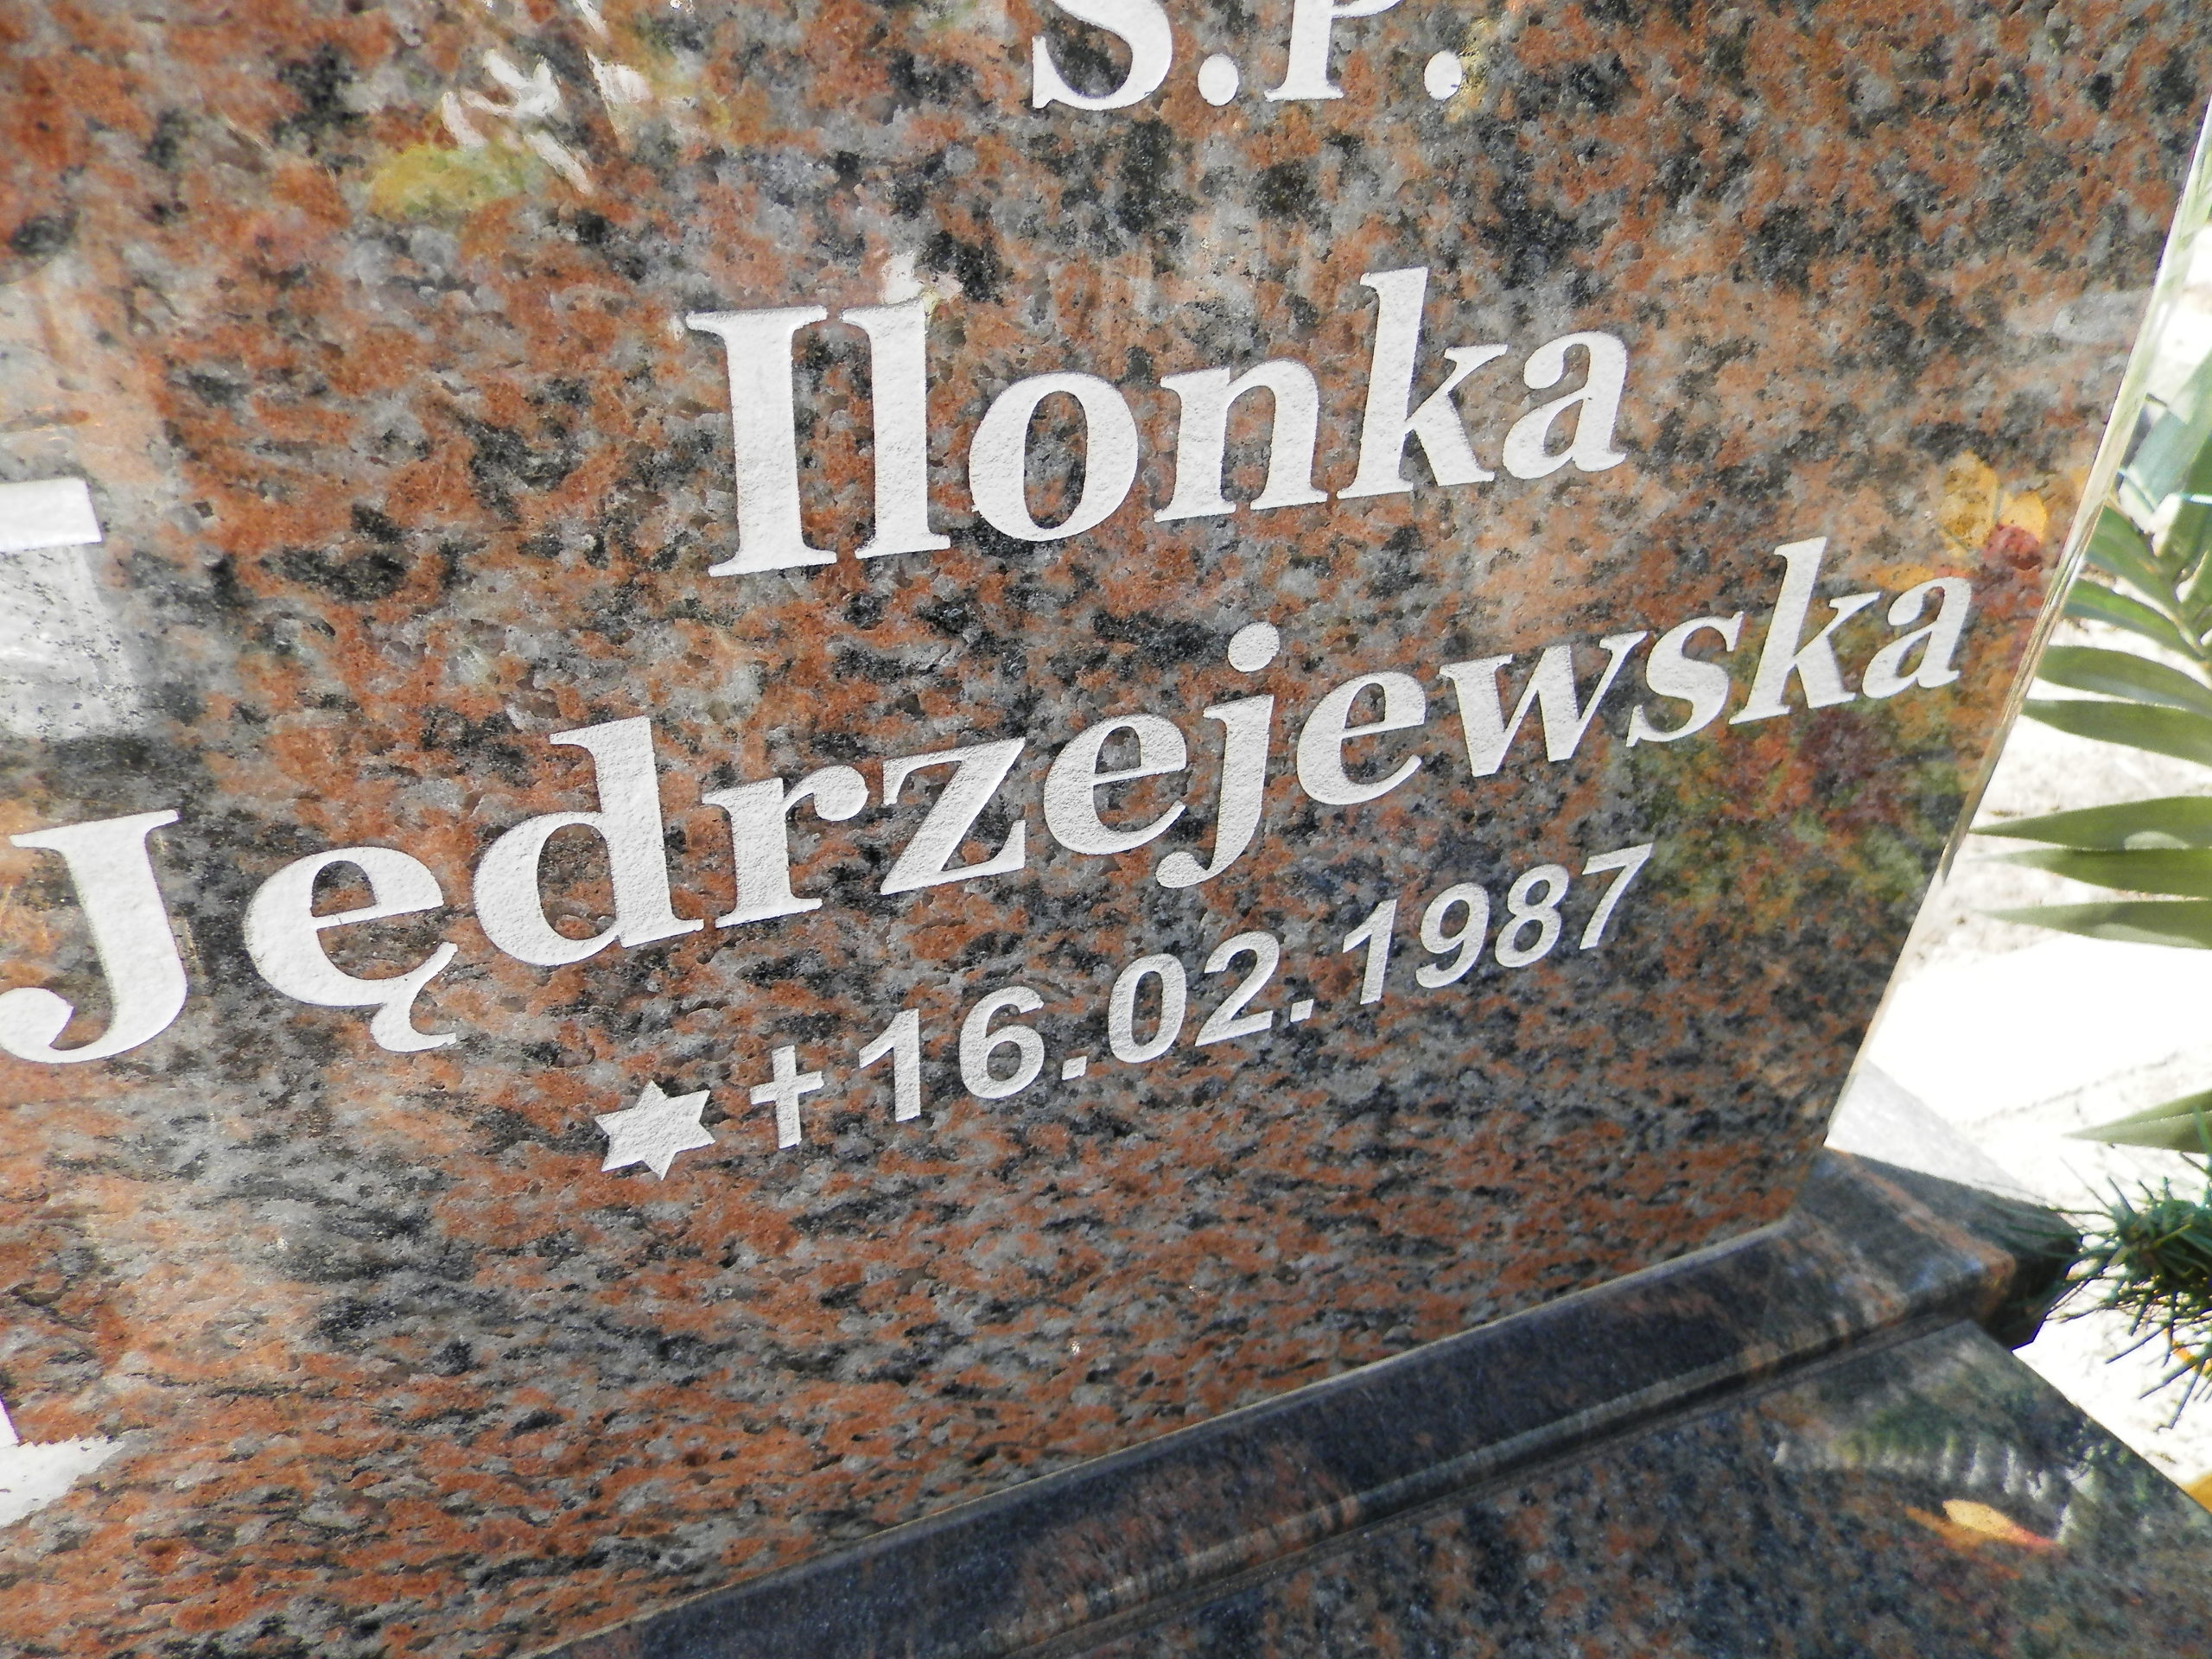 Ś.P.
Ilonka
Jędrzejewska
✶✝16.02.1987